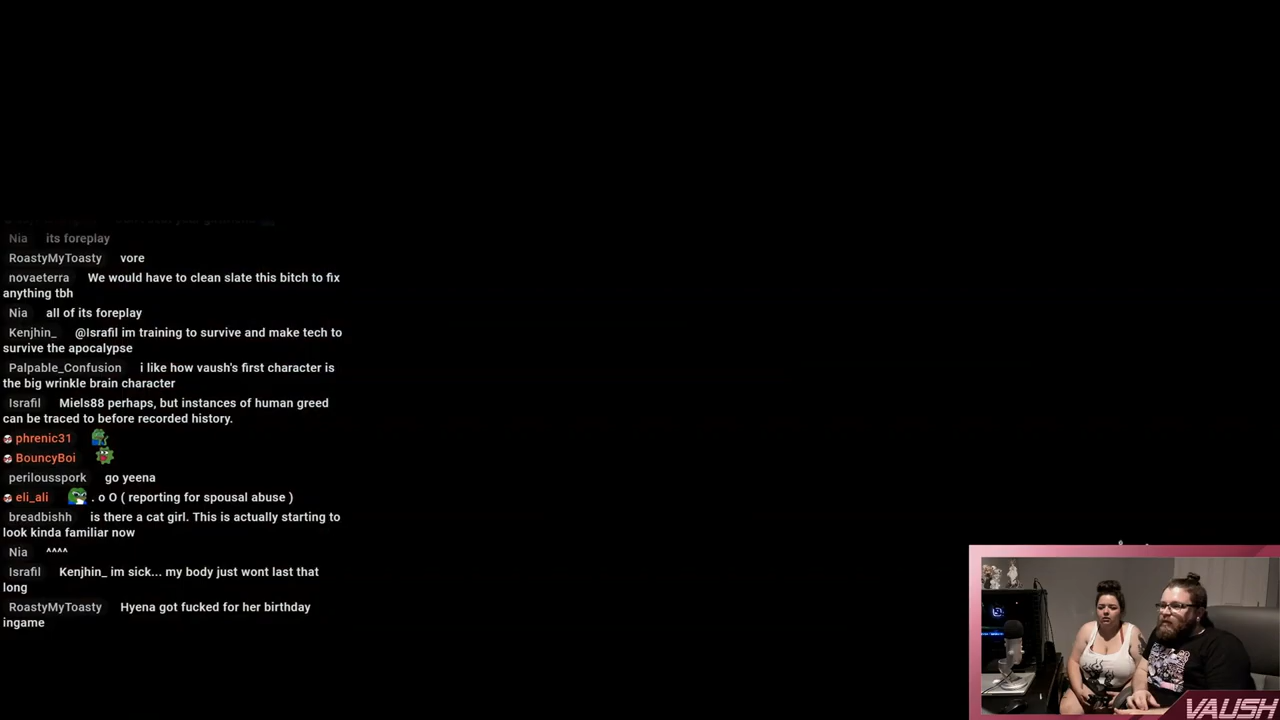 Nia its foreplay
RoastyMyToasty vore
novaeterra We would have to clean slate this bitch to fix
anything tbh
Nia all of its foreplay
Kenjhin_ @Israfil im training to survive and make tech to
survive the apocalypse
Palpable_Confusion i like how vaush's first character is
the big wrinkle brain character
Israfil Miels88 perhaps, but instances of human greed
can be traced to before recorded history.
phrenic31
BouncyBoi
perilousspork go yeena
eli_ali . o O ( reporting for spousal abuse )
breadbishh is there a cat girl. This is actually starting to
look kinda familiar now
Nia ^^^^
Israfil Kenjhin_ im sick... my body just wont last that
long
RoastyMyToasty Hyena got fucked for her birthday
ingame
VAUSH